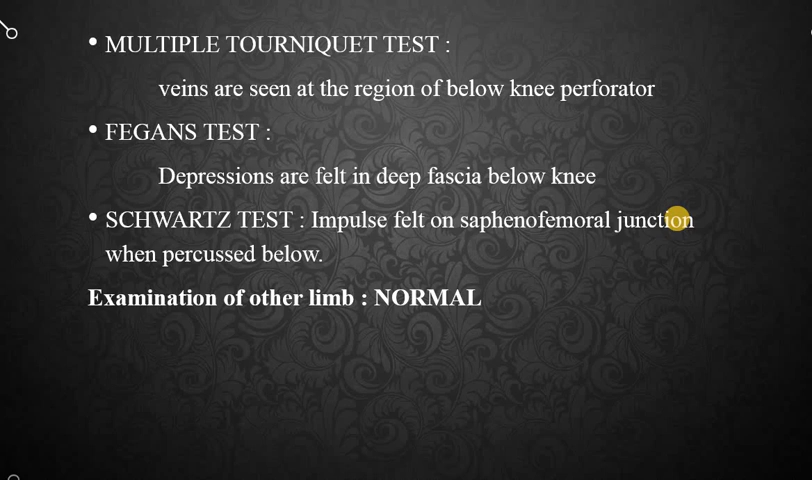 • MULTIPLE TOURNIQUET TEST :
veins are seen at the region of below knee perforator
• FEGANS TEST :
Depressions are felt in deep fascia below knee
• SCHWARTZ TEST : Impulse felt on saphenofemoral junction
when percussed below.
Examination of other limb : NORMAL